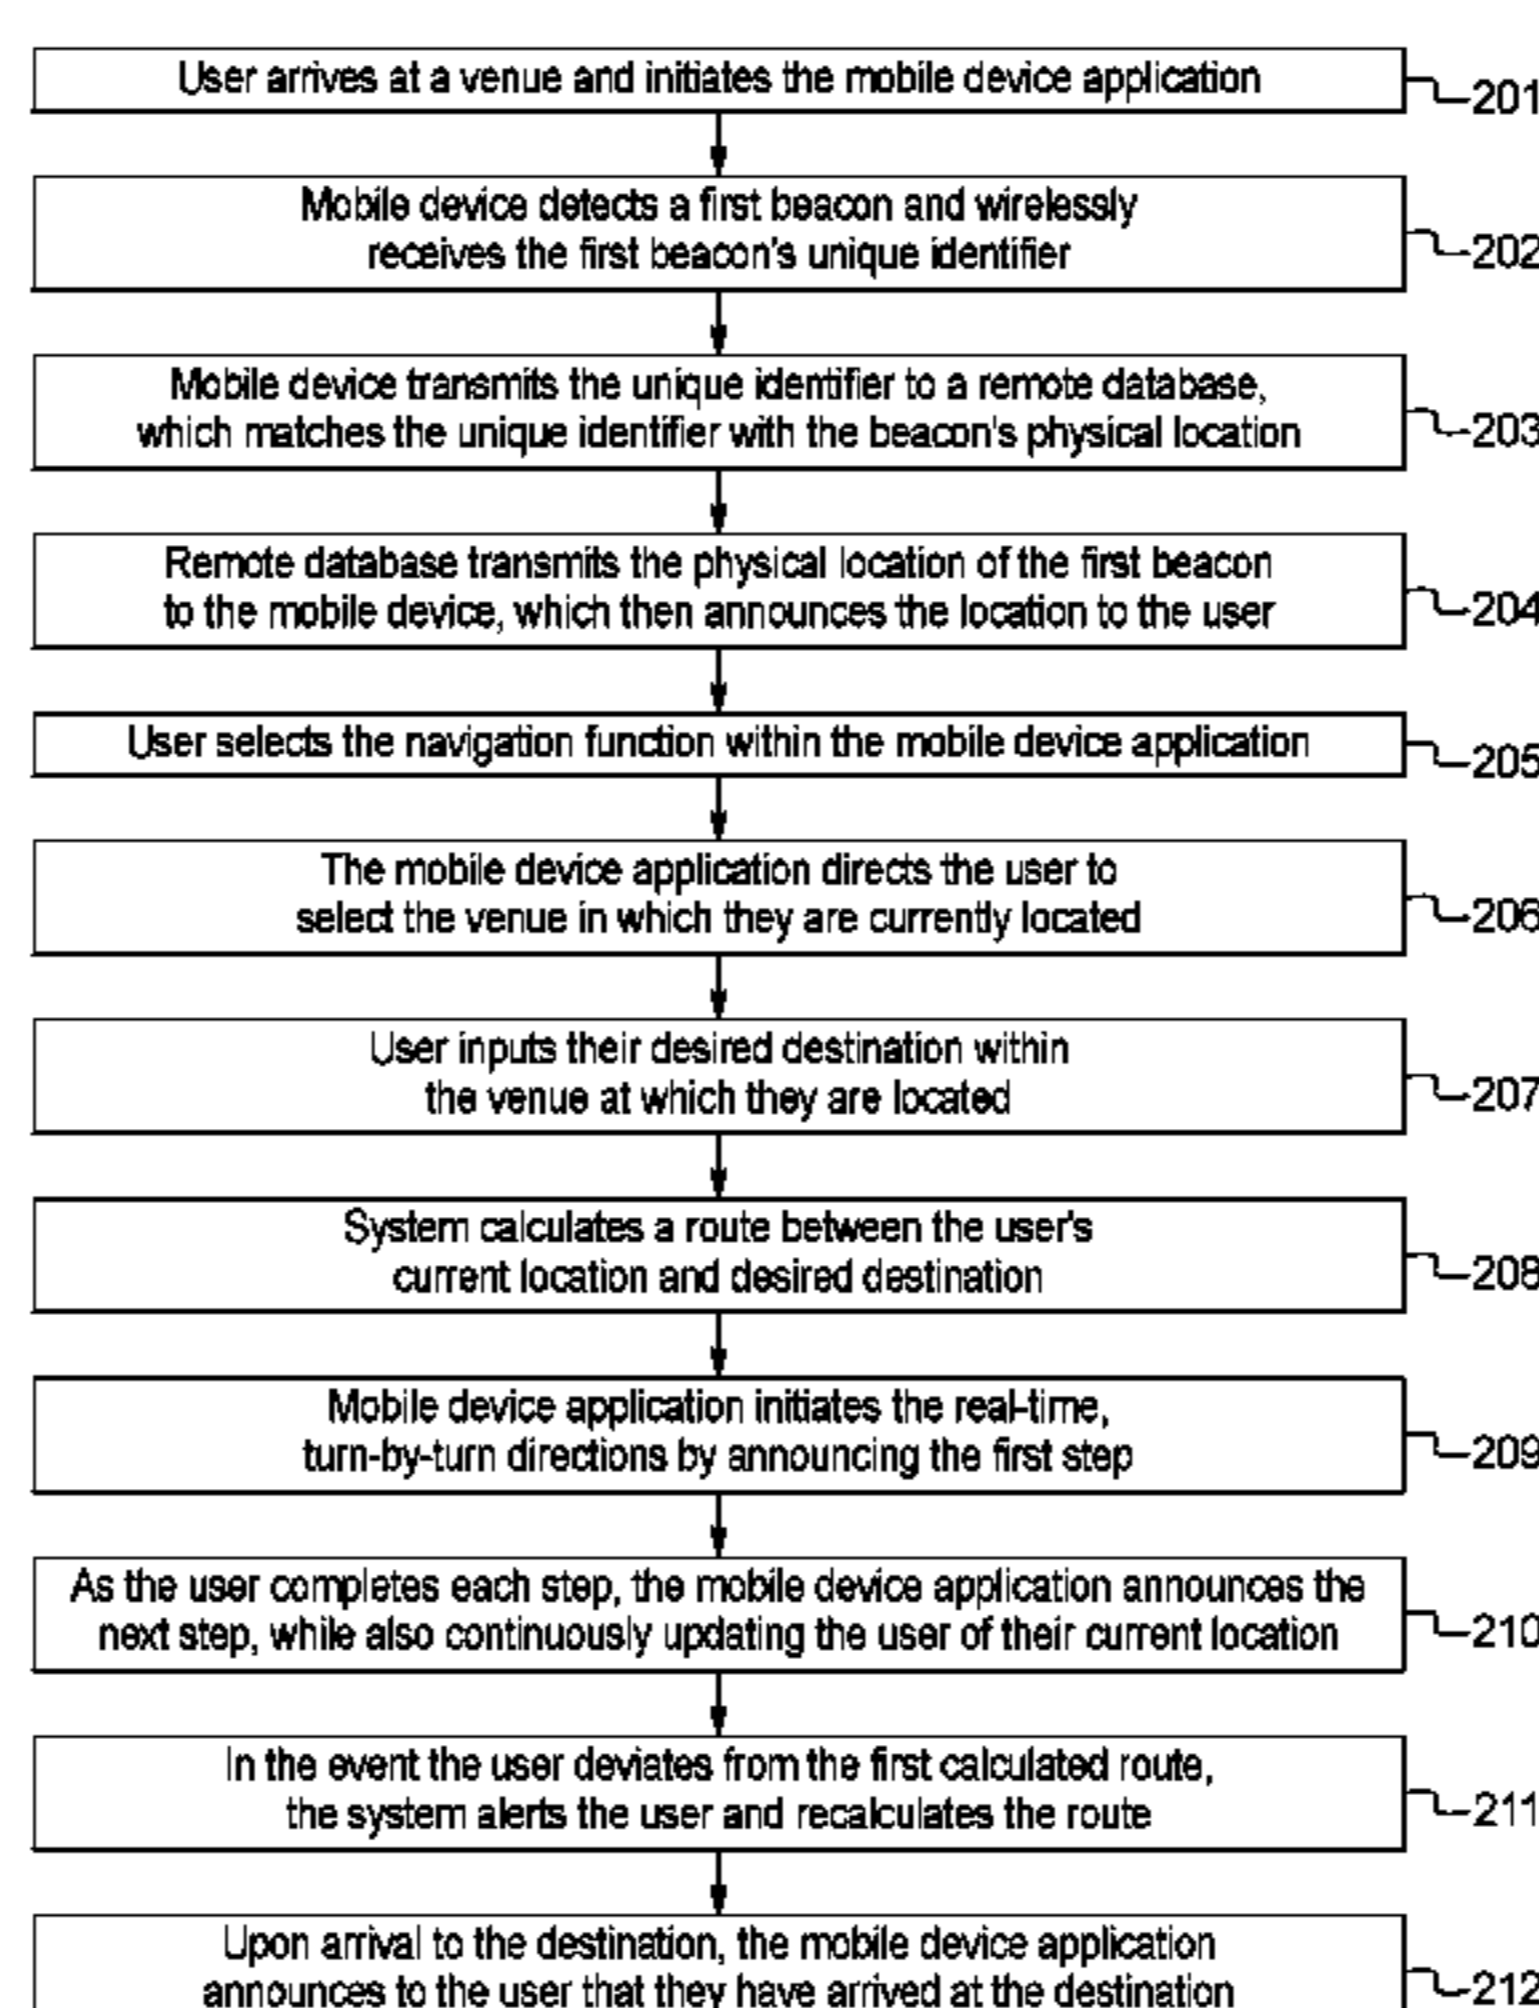 User arrives at a venue and initiates the mobile device application
201
Mobile device detects a first beacon and wirelessly
receives the first beacon's unique identifier
202
Mobile device transmits the unique identifier to a remote database,
which matches the unique identifier with the beacon's physical location
203
Remote database transmits the physical location of the first beacon
to the mobile device, which then announces the location to the user
204
User selects the navigation function within the mobile device application
205
The mobile device application directs the user to
select the venue in which they are currently located
206
User inputs their desired destination within
the venue at which they are located
207
System calculates a route between the user's
current location and desired destination
208
Mobile device application initiates the real-time,
turn-by-turn directions by announcing the first step
209
As the user completes each step, the mobile device application announces the
next step, while also continuously updating the user of their current location
210
In the event the user deviates from the first calculated route,
the system alerts the user and recalculates the route
211
Upon arrival to the destination, the mobile device application
announces to the user that they have arrived at the destination
212